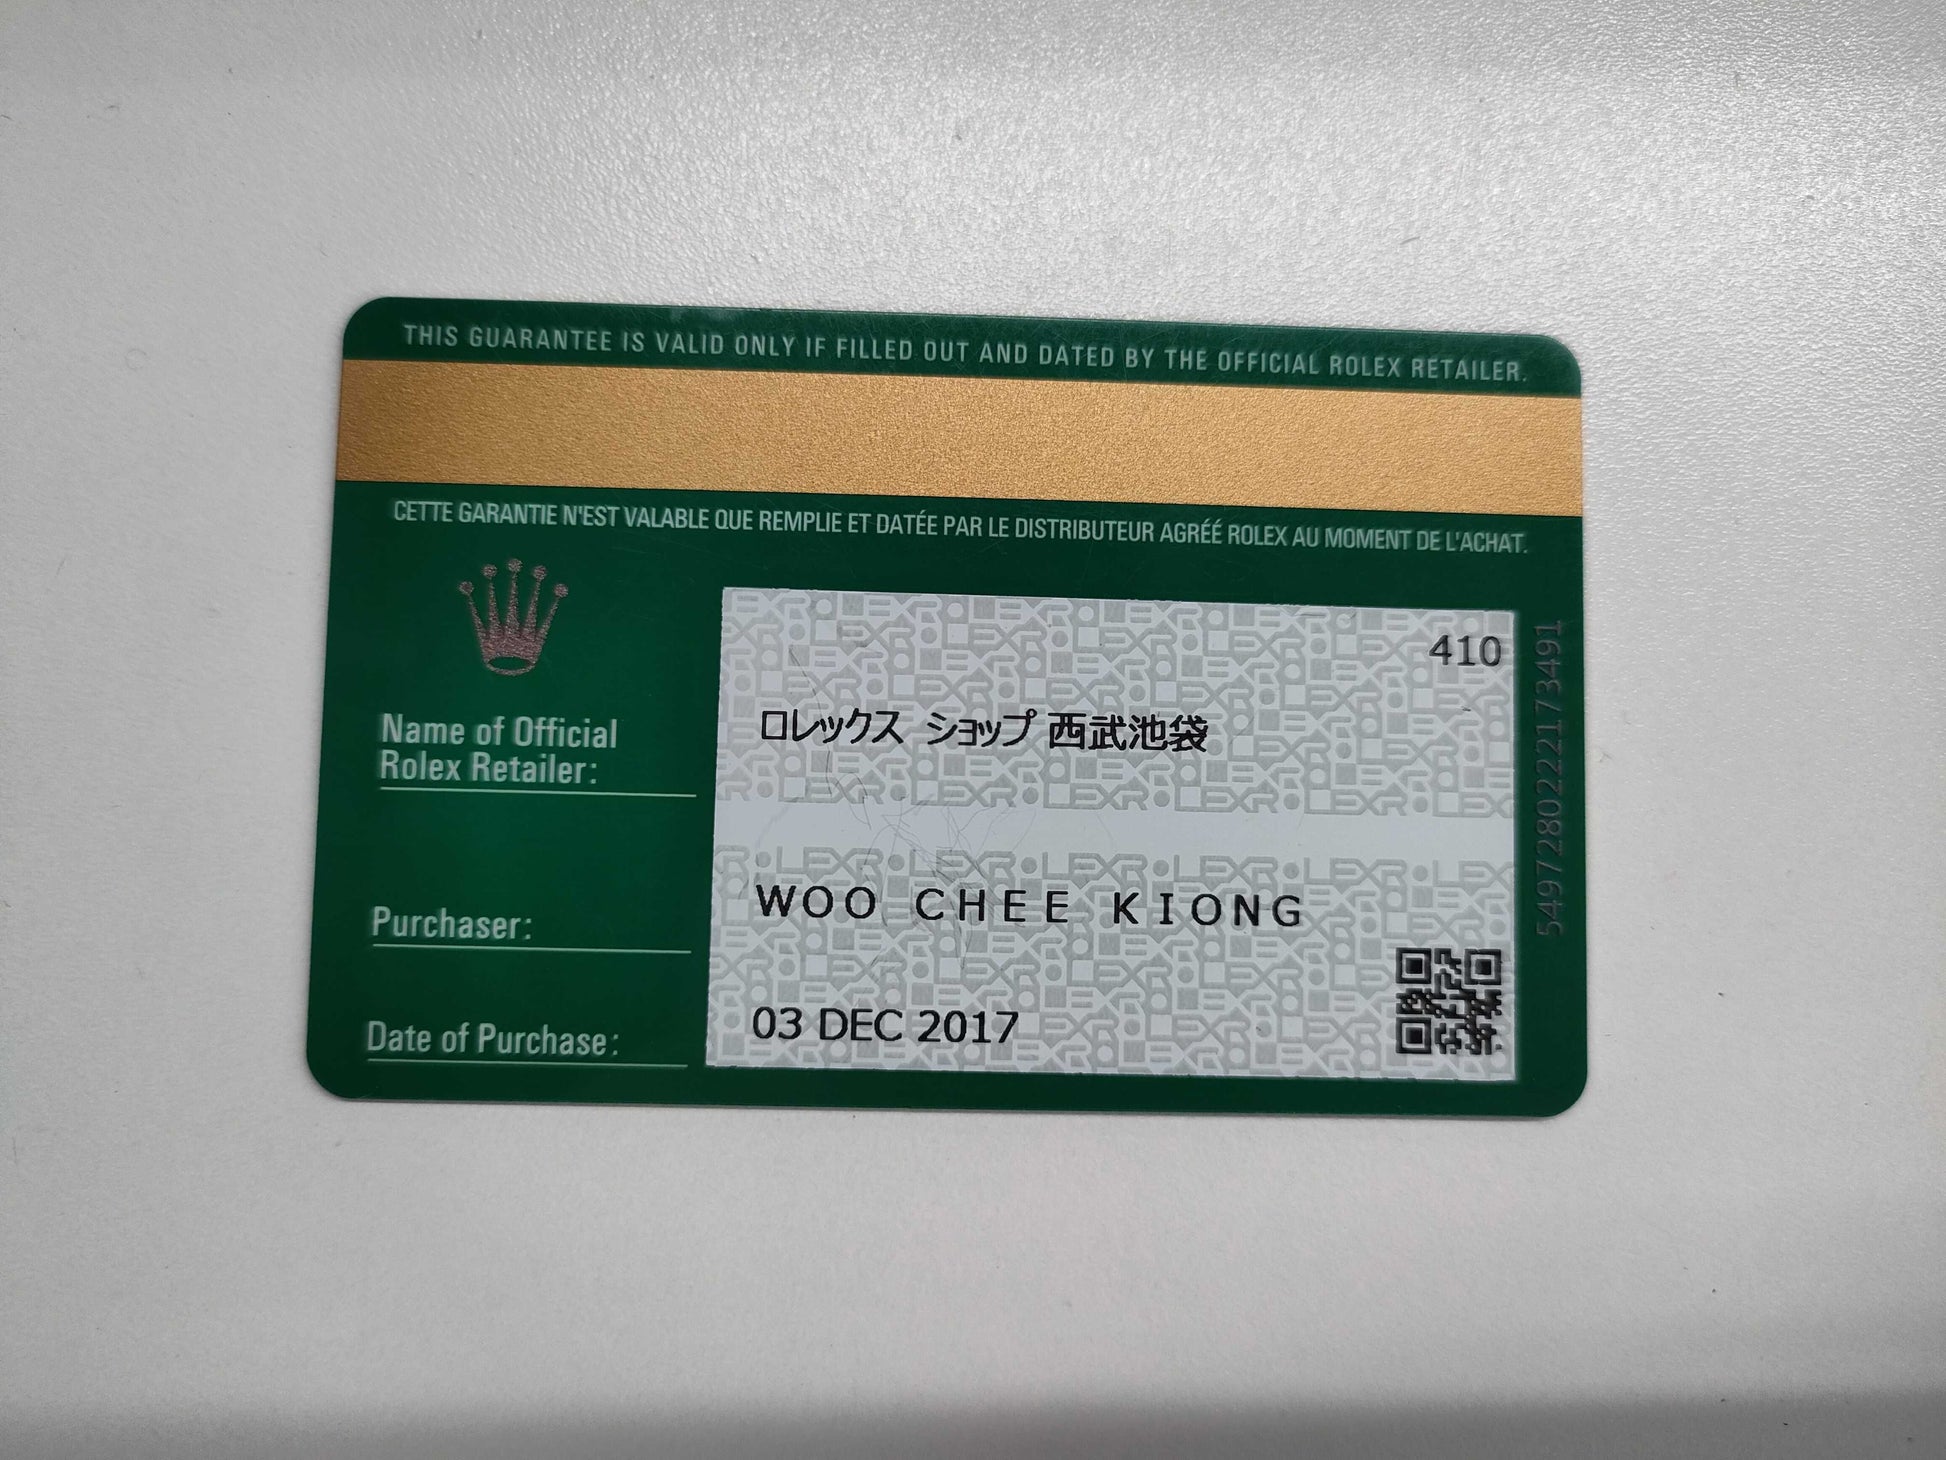 THIS GUARANTEE IS VALID ONLY IF FILLED OUT AND DATED BY THE OFFICIAL ROLEX RETAILER.
CETTE GARANTIE N'EST VALABLE QUE REMPLIE ET DATÉE PAR LE DISTRIBUTEUR AGRÉÉ ROLEX AU MOMENT DE L'ACHAT.
410
Name of Official
Rolex Retailer:
ロレックス ショップ 西武池袋
Purchaser:
WOO CHEE KIONG
Date of Purchase:
03 DEC 2017
5497280222173491